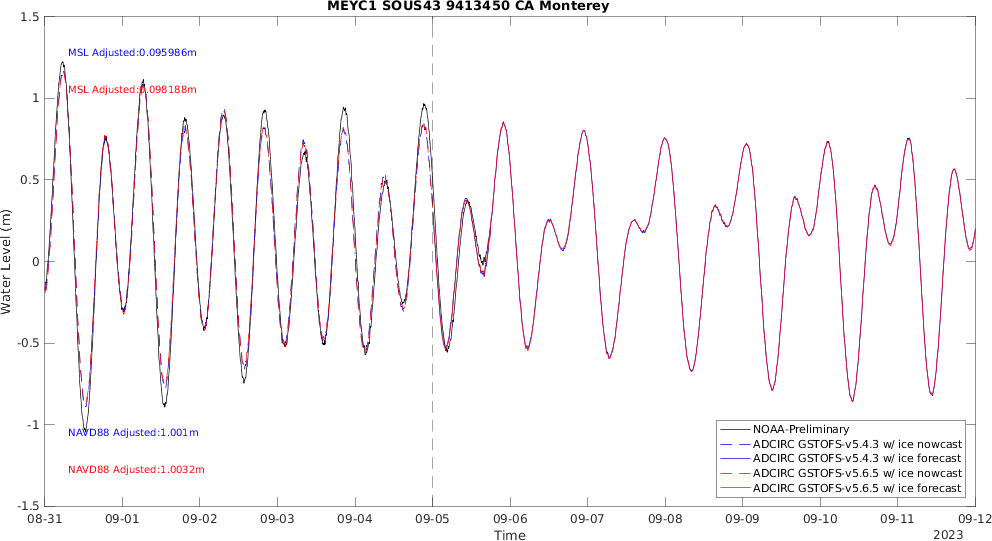 MEYC1 SOUS43 9413450 CA Monterey
1.5
MSL Adjusted:0.095986m
MSL Adjusted:0.098188m
1
0.5
0
-0.5
-1
-1.5
Water Level (m)
NAVD88 Adjusted:1.001m
NAVD88 Adjusted:1.0032m
NOAA-Preliminary
ADCIRC GSTOFS-v5.4.3 w/ ice nowcast
ADCIRC GSTOFS-v5.4.3 w/ ice forecast
ADCIRC GSTOFS-v5.6.5 w/ ice nowcast
ADCIRC GSTOFS-v5.6.5 w/ ice forecast
08-31 09-01 09-02 09-03 09-04 09-05 09-06 09-07 09-08 09-09 09-10 09-11 09-12
Time
2023